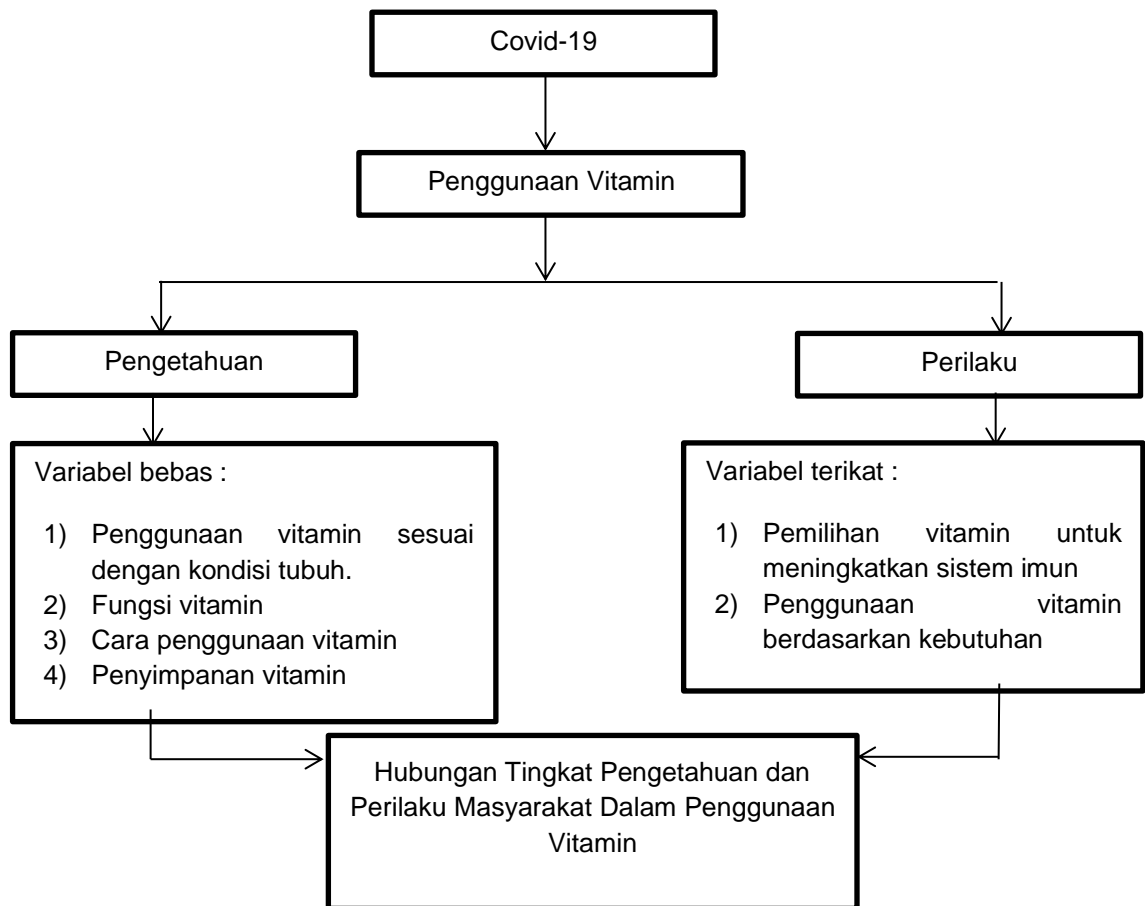 Covid-19
Penggunaan Vitamin
Pengetahuan
Perilaku
Variabel bebas :
1) Penggunaan vitamin sesuai
dengan kondisi tubuh.
2) Fungsi vitamin
3) Cara penggunaan vitamin
4) Penyimpanan vitamin
Variabel terikat :
1) Pemilihan vitamin untuk
meningkatkan sistem imun
2) Penggunaan vitamin
berdasarkan kebutuhan
Hubungan Tingkat Pengetahuan dan
Perilaku Masyarakat Dalam Penggunaan
Vitamin